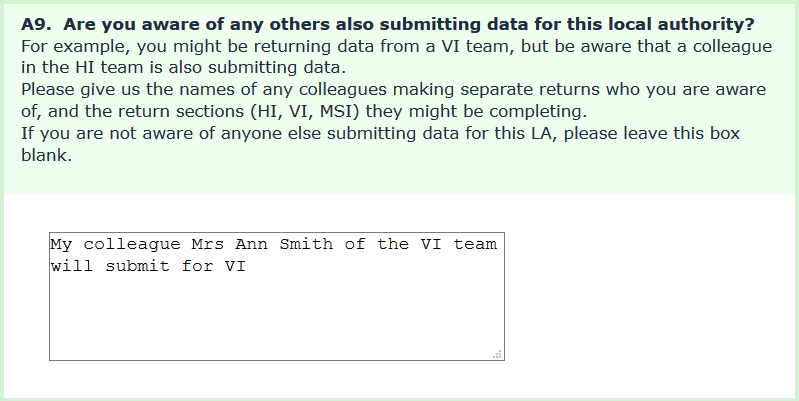 A9. Are you aware of any others also submitting data for this local authority?
For example, you might be returning data from a VI team, but be aware that a colleague
in the HI team is also submitting data.
Please give us the names of any colleagues making separate returns who you are aware
of, and the return sections (HI, VI, MSI) they might be completing.
If you are not aware of anyone else submitting data for this LA, please leave this box
blank.
My colleague Mrs Ann Smith of the VI team
will submit for VI